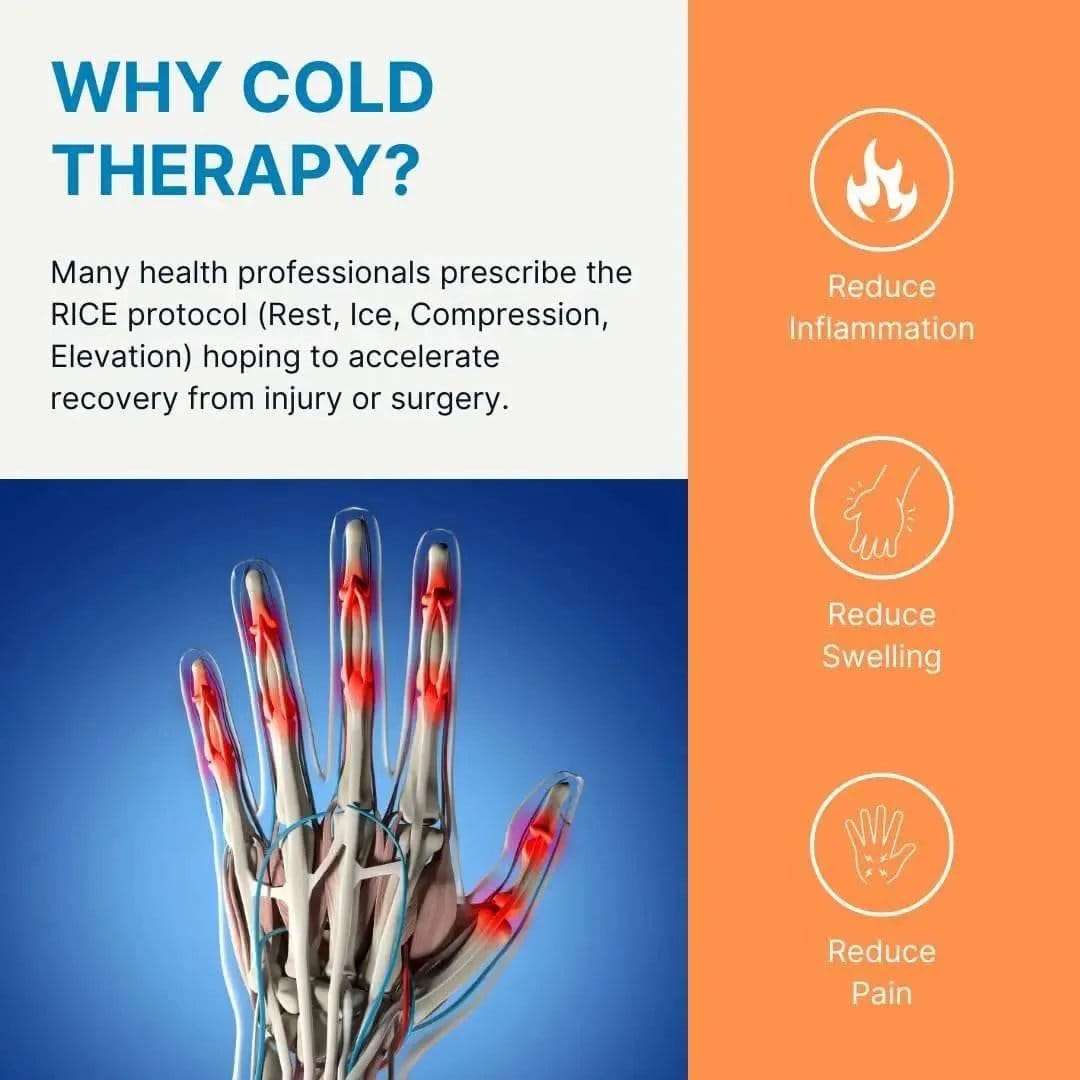 WHY COLD
THERAPY?
Many health professionals prescribe the
RICE protocol (Rest, Ice, Compression,
Elevation) hoping to accelerate
recovery from injury or surgery.
Reduce
Inflammation
Reduce
Swelling
Reduce
Pain